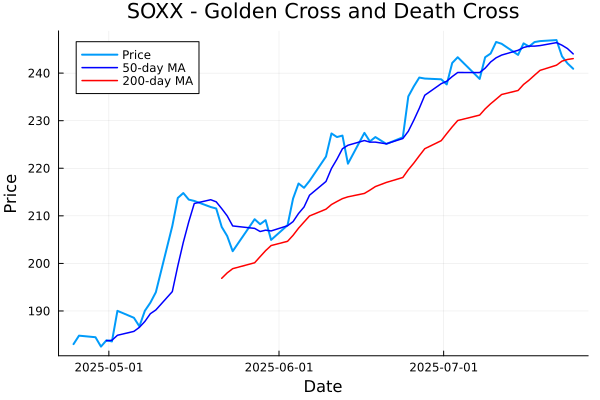 SOXX - Golden Cross and Death Cross
Price
50-day MA
200-day MA
Price
240
230
220
210
200
190
2025-05-01
2025-06-01
2025-07-01
Date